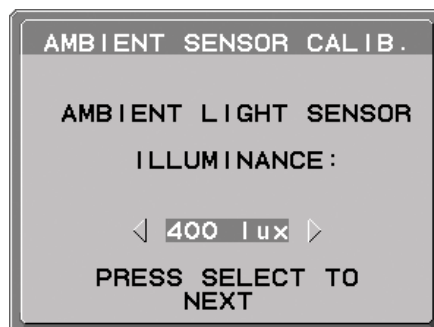 AMBIENT SENSOR CALIB.
AMBIENT LIGHT SENSOR
ILLUMINANCE:
400 lux
PRESS SELECT TO
NEXT